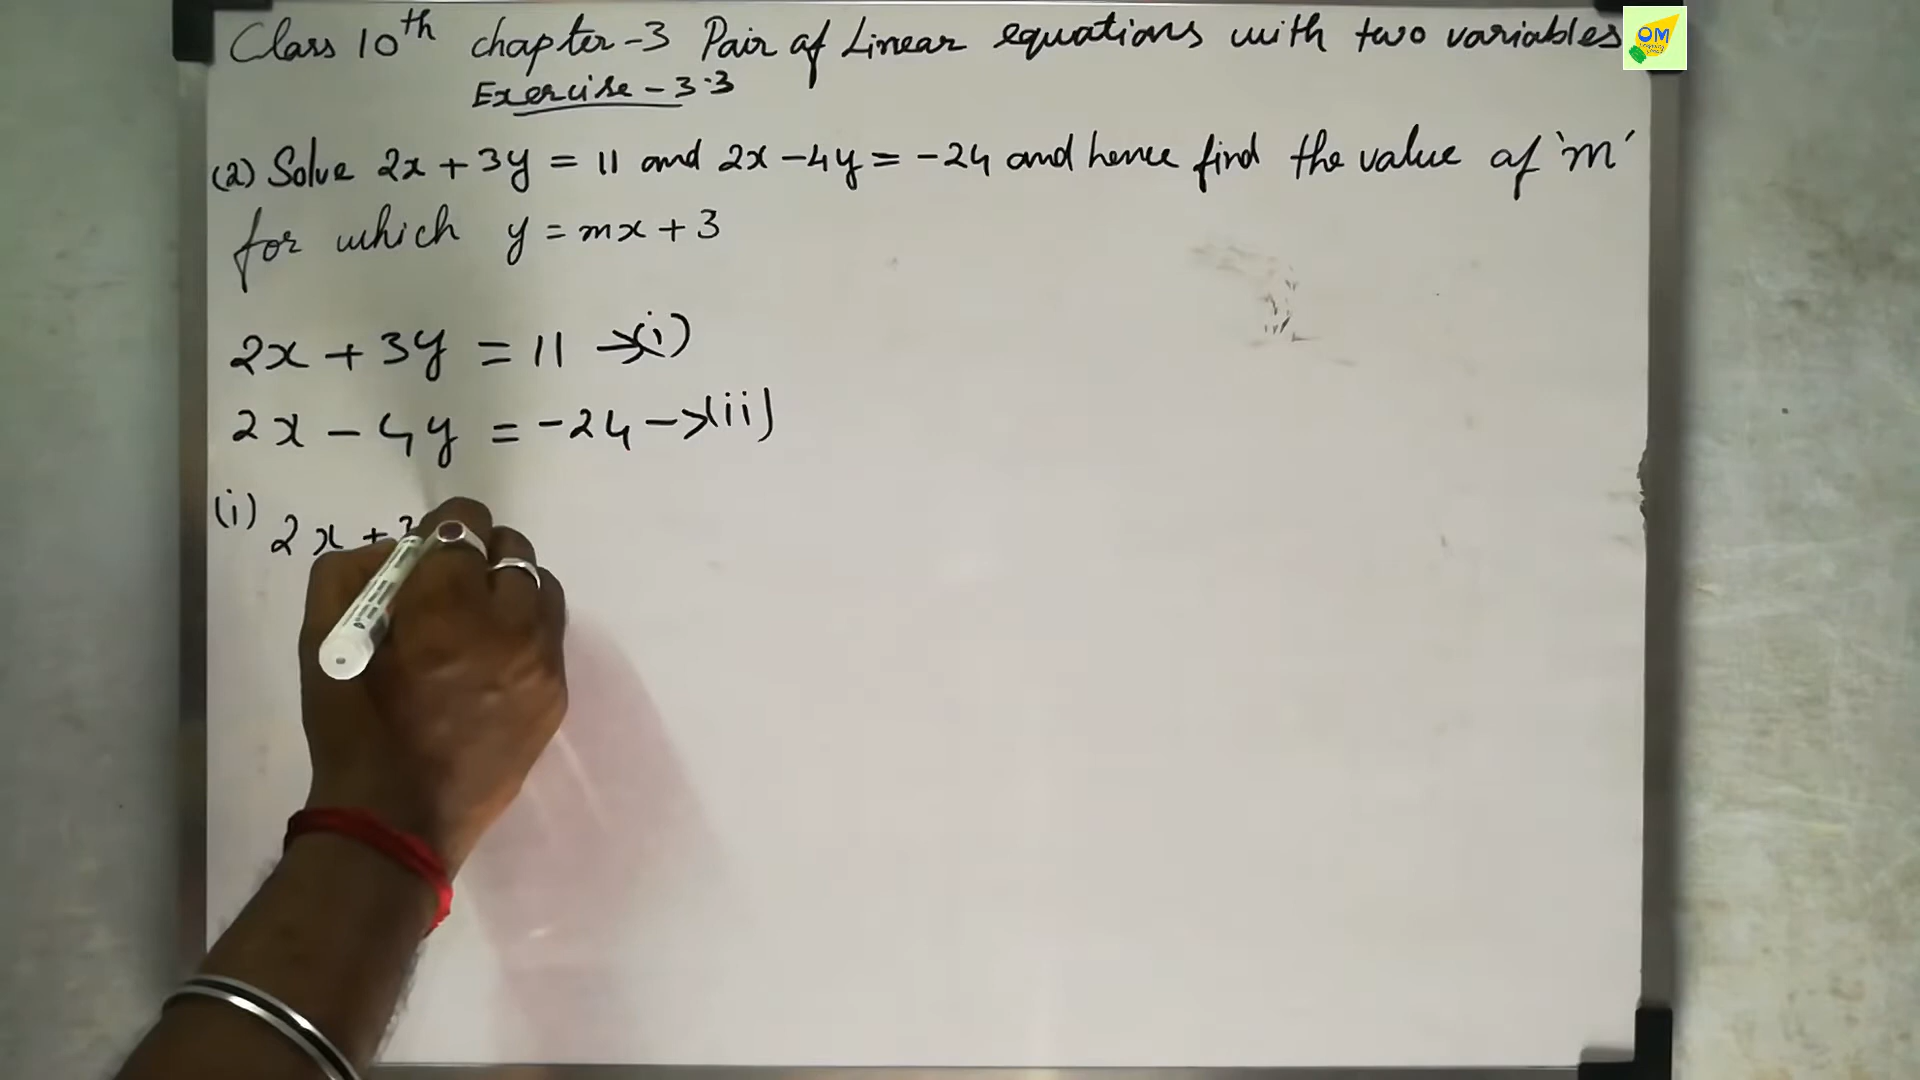 Class 10th chapter-3 Pair of Linear equations with two variables
OM
Exercise - 3.3
(2) Solve 2x + 3y = 11 and 2x - 4y = -24 and hence find the value of 'm'
for which y = mx + 3
2x + 3y = 11 →(i)
2x - 4y = -24 →(ii)
(i) 2x + 3